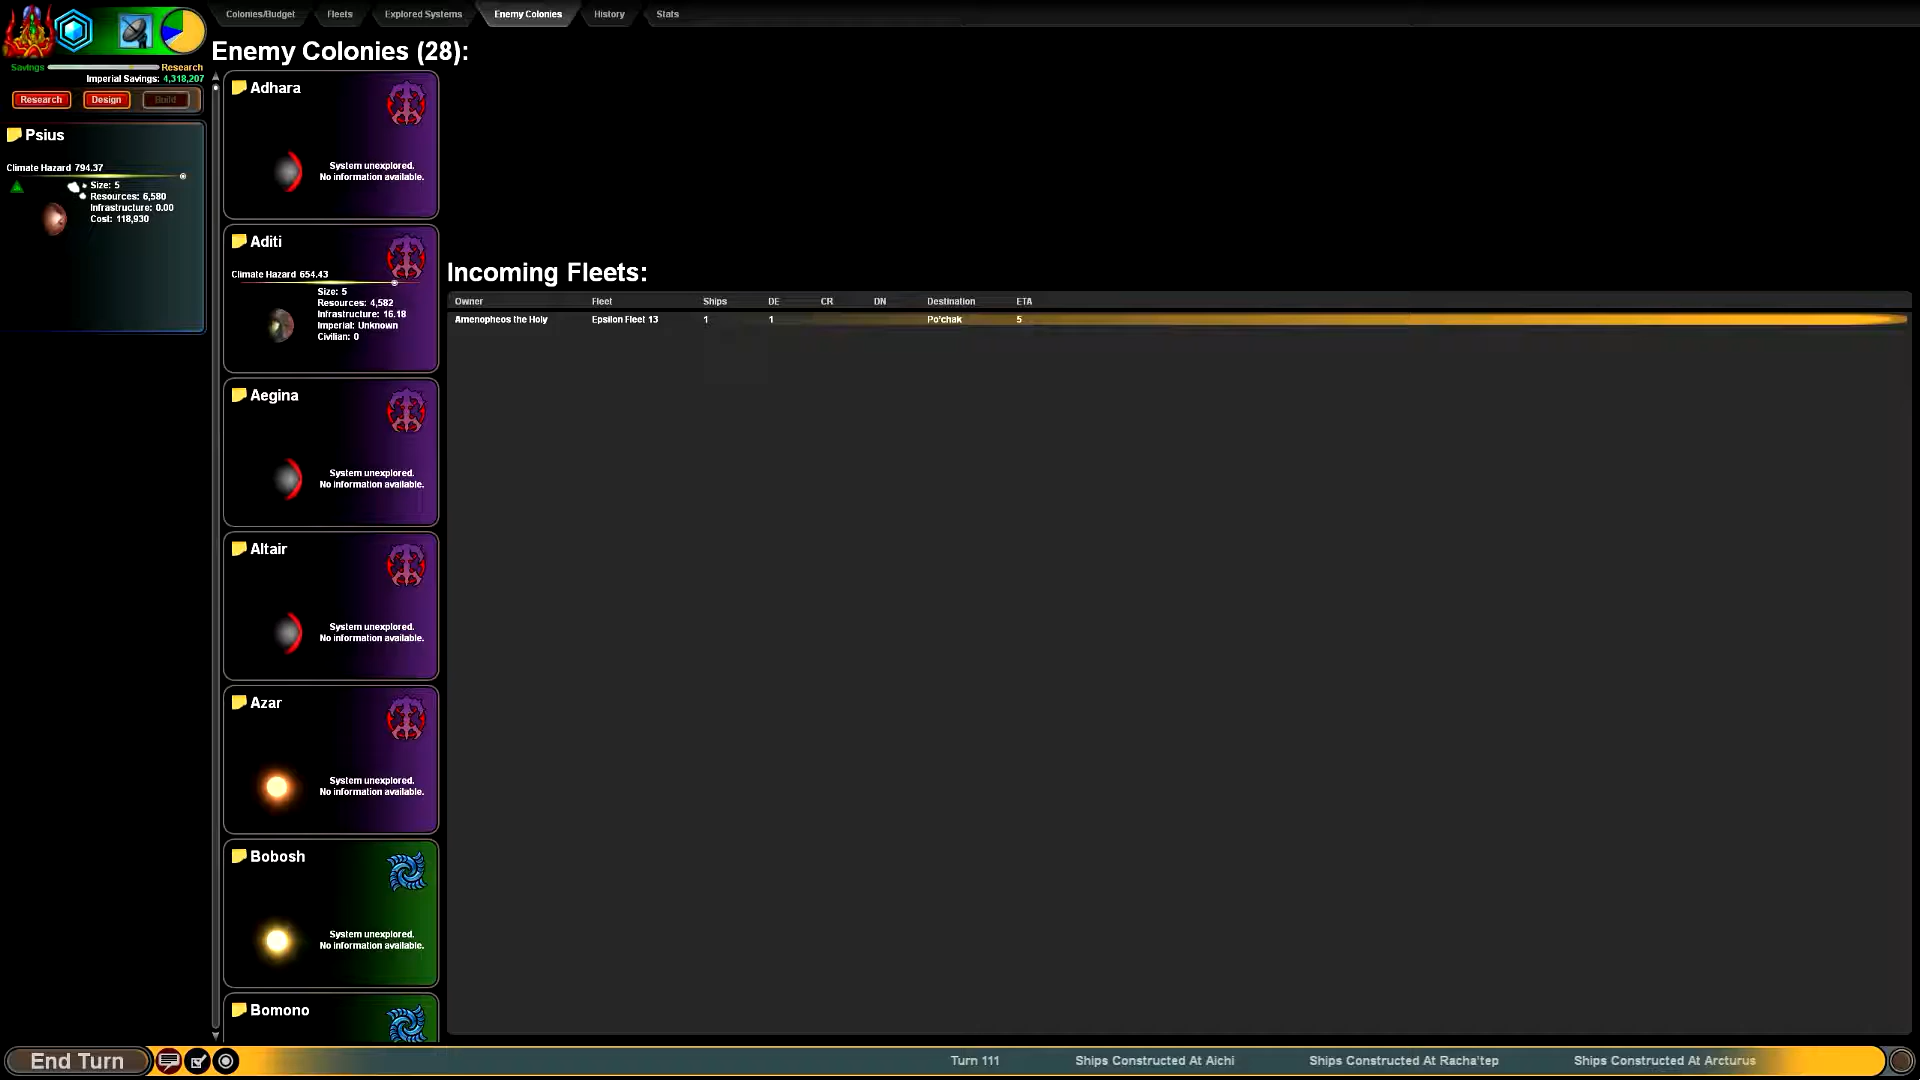 Colonies/Budget Fleets Explored Systems Enemy Colonies History Stats
Savings Research
Imperial Savings: 4,318,207
Research Design Build
Psius
Climate Hazard 794.37
Size: 5
Resources: 6,580
Infrastructure: 0.00
Cost: 118,930
Enemy Colonies (28):
Adhara
System unexplored.
No information available.
Aditi
Climate Hazard 654.43
Size: 5
Resources: 4,582
Infrastructure: 16.18
Imperial: Unknown
Civilian: 0
Aegina
System unexplored.
No information available.
Altair
System unexplored.
No information available.
Azar
System unexplored.
No information available.
Bobosh
System unexplored.
No information available.
Bomono
Incoming Fleets:
Owner Fleet Ships DE CR DN Destination ETA
Amenopheos the Holy Epsilon Fleet 13 1 1 Po'chak 5
End Turn Turn 111 Ships Constructed At Aichi Ships Constructed At Racha'tep Ships Constructed At Arcturus